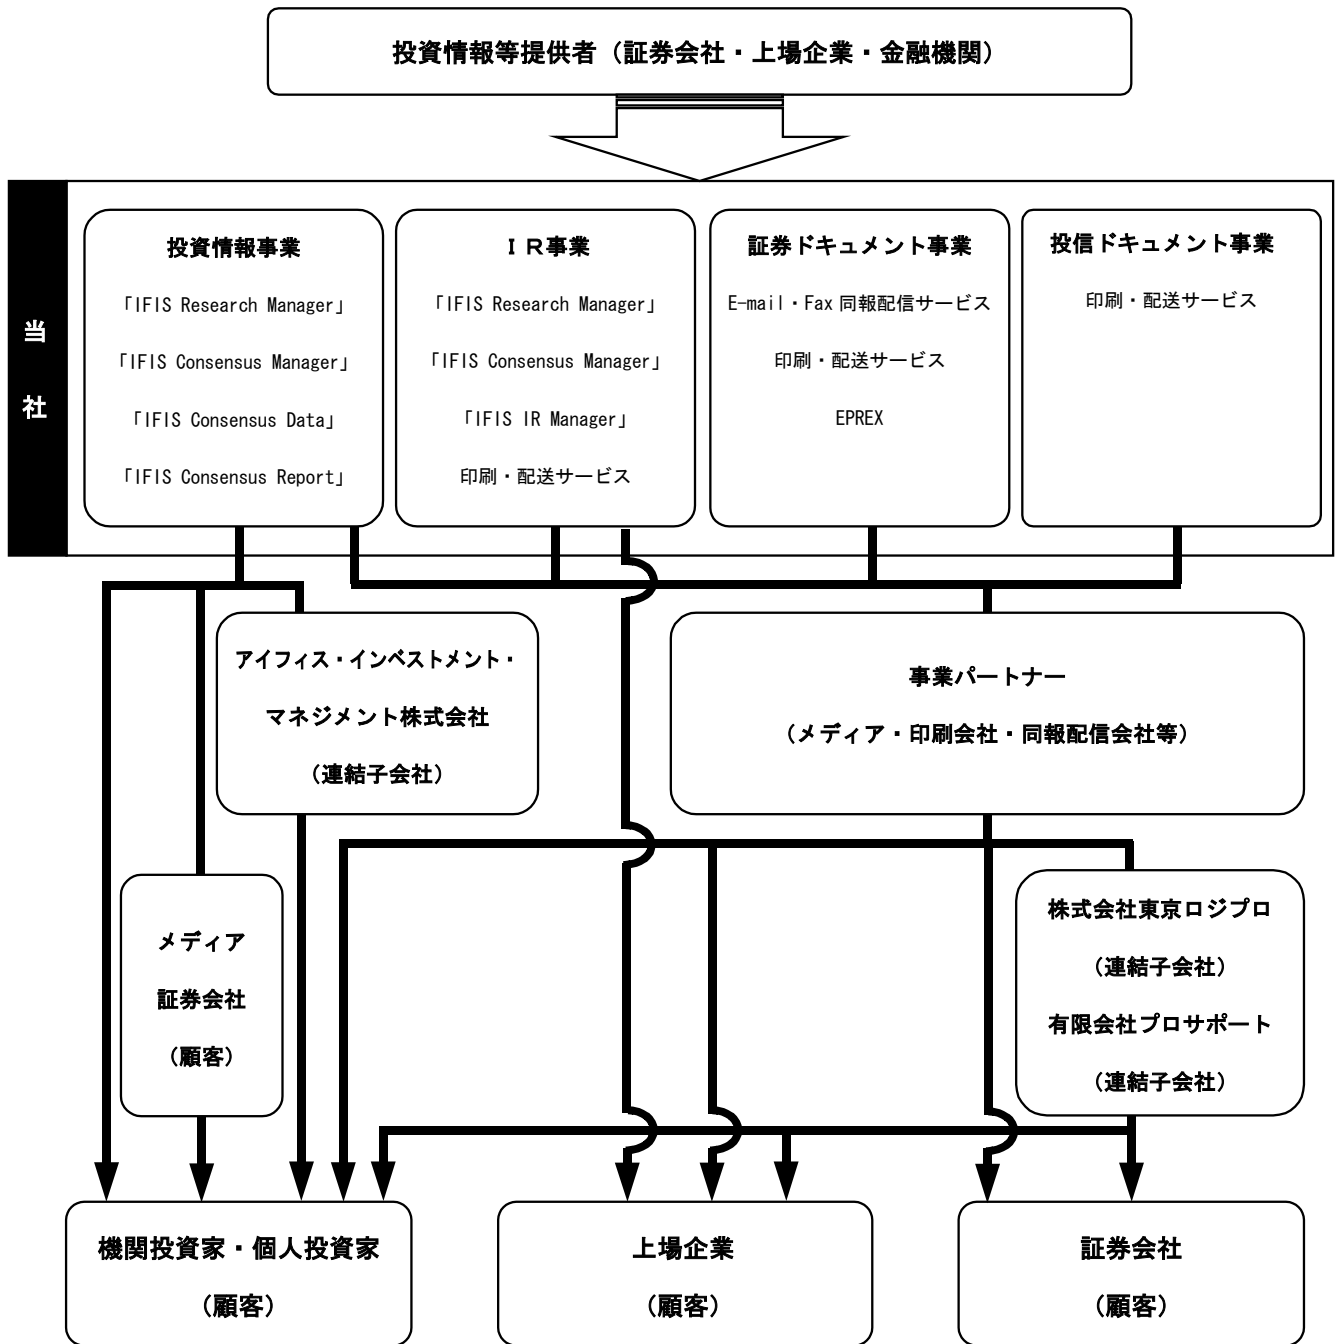 投資情報等提供者（証券会社・上場企業・金融機関）
当
社
投資情報事業
「IFIS Research Manager」
「IFIS Consensus Manager」
「IFIS Consensus Data」
「IFIS Consensus Report」
ＩＲ事業
「IFIS Research Manager」
「IFIS Consensus Manager」
「IFIS IR Manager」
印刷・配送サービス
証券ドキュメント事業
E-mail・Fax 同報配信サービス
印刷・配送サービス
EPREX
投信ドキュメント事業
印刷・配送サービス
アイフィス・インベストメント・
マネジメント株式会社
（連結子会社）
事業パートナー
（メディア・印刷会社・同報配信会社等）
メディア
証券会社
（顧客）
株式会社東京ロジプロ
（連結子会社）
有限会社プロサポート
（連結子会社）
機関投資家・個人投資家
（顧客）
上場企業
（顧客）
証券会社
（顧客）